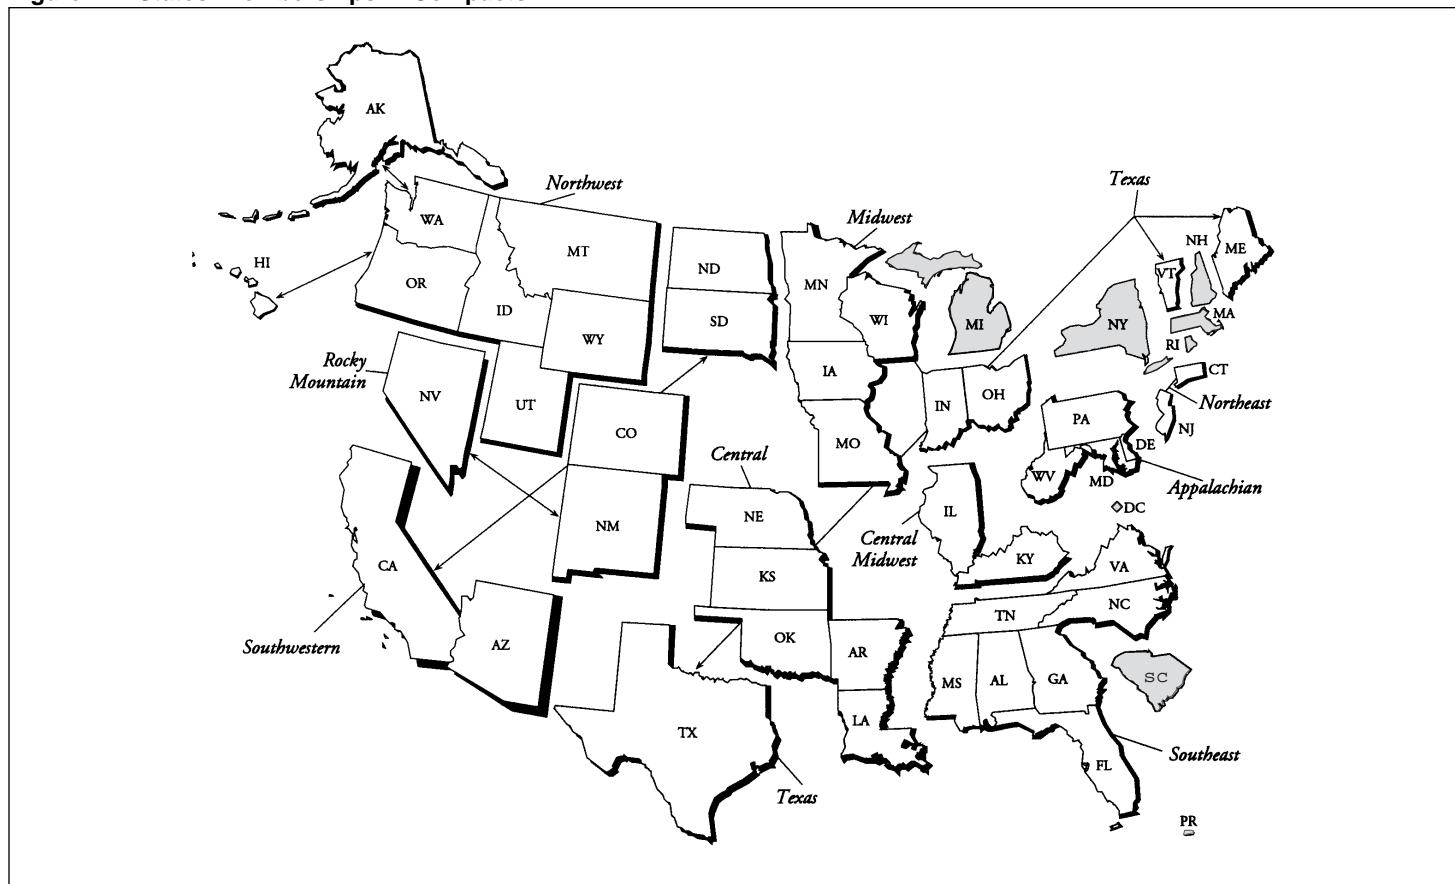 AK
Northwest
Texas
WA
Midwest
NH
ME
MT
HI
ND
VT
OR
MN
ID
SD
WI
MI
NY
MA
WY
RI
Rocky
Mountain
IA
CT
NV
UT
IN
OH
Northeast
CO
MO
PA
NJ
DE
Central
WV
MD
Appalachian
NE
IL
DC
NM
Central
Midwest
CA
KS
KY
VA
TN
NC
Southwestern
AZ
OK
AR
MS
AL
GA
SC
LA
TX
Southeast
FL
Texas
PR